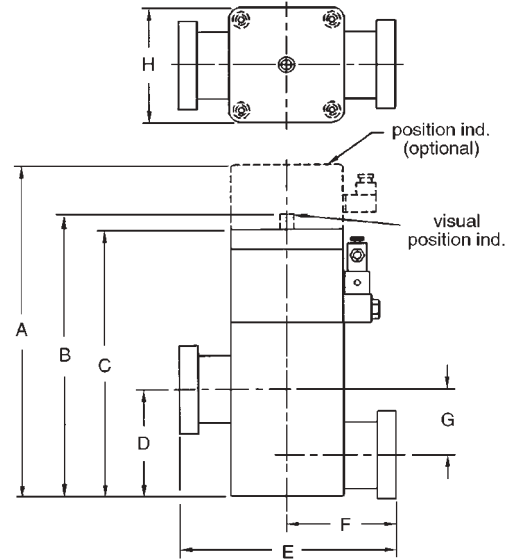 H
position ind.
(optional)
visual
position ind.
A
B
C
D
G
F
E